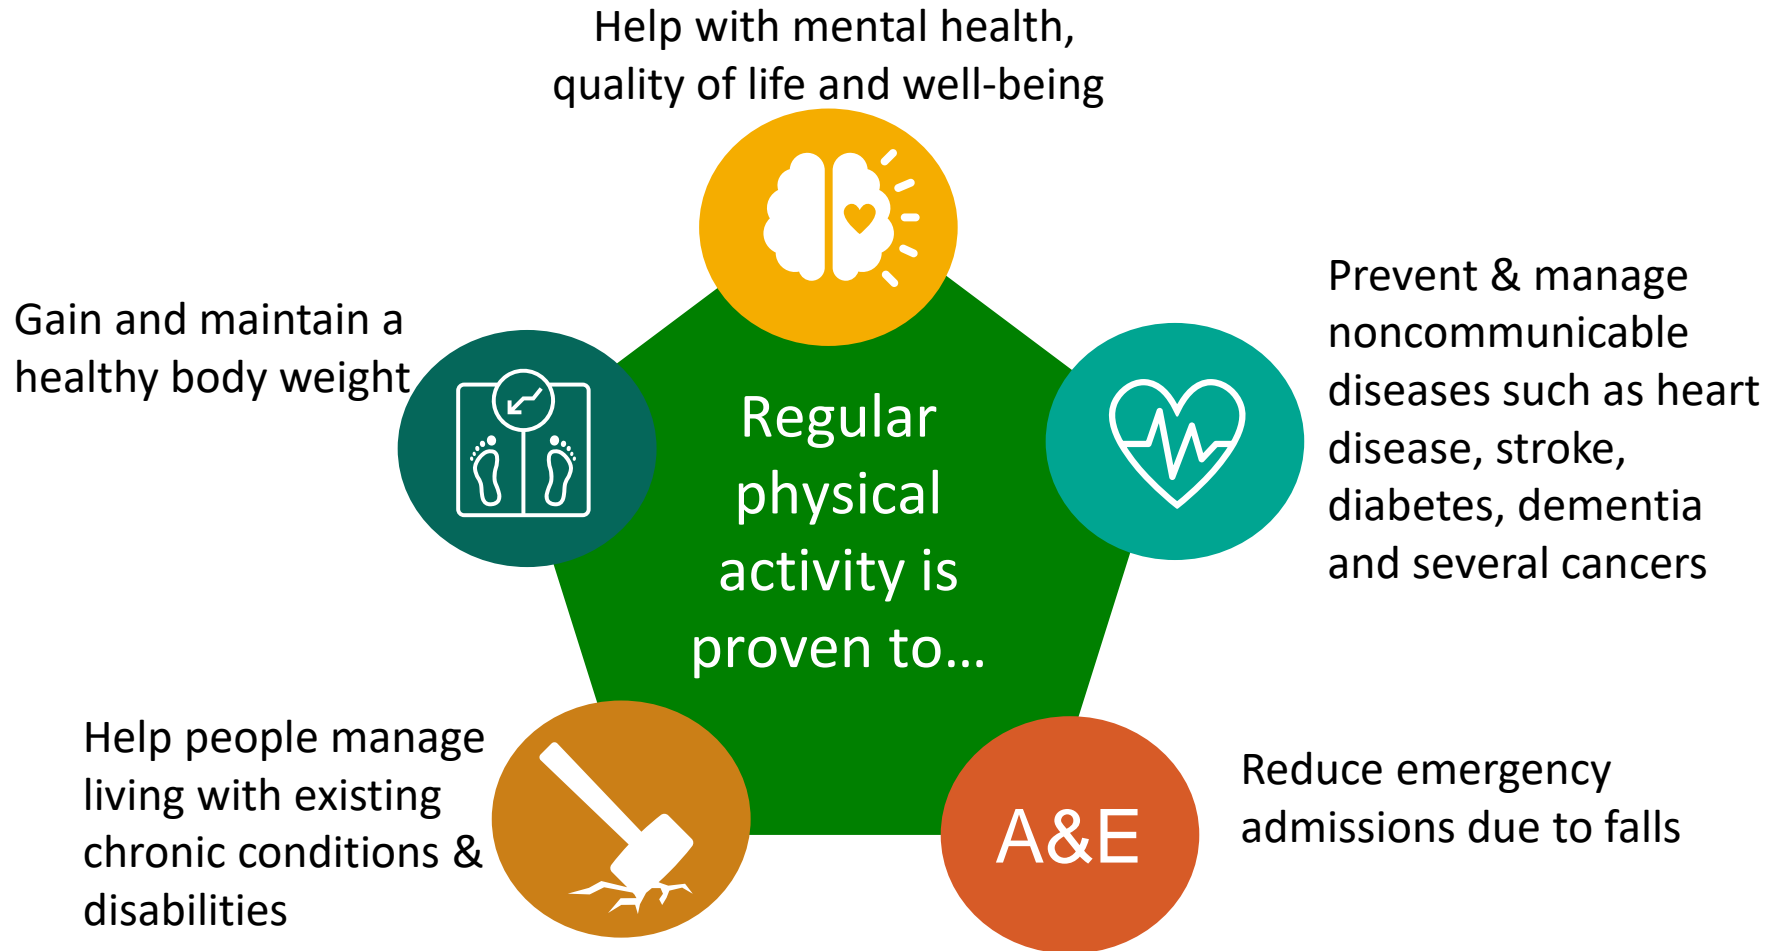 Help with mental health,
quality of life and well-being
Gain and maintain a
healthy body weight
Regular
physical
activity is
proven to…
Prevent & manage
noncommunicable
diseases such as heart
disease, stroke,
diabetes, dementia
and several cancers
Help people manage
living with existing
chronic conditions &
disabilities
A&E
Reduce emergency
admissions due to falls